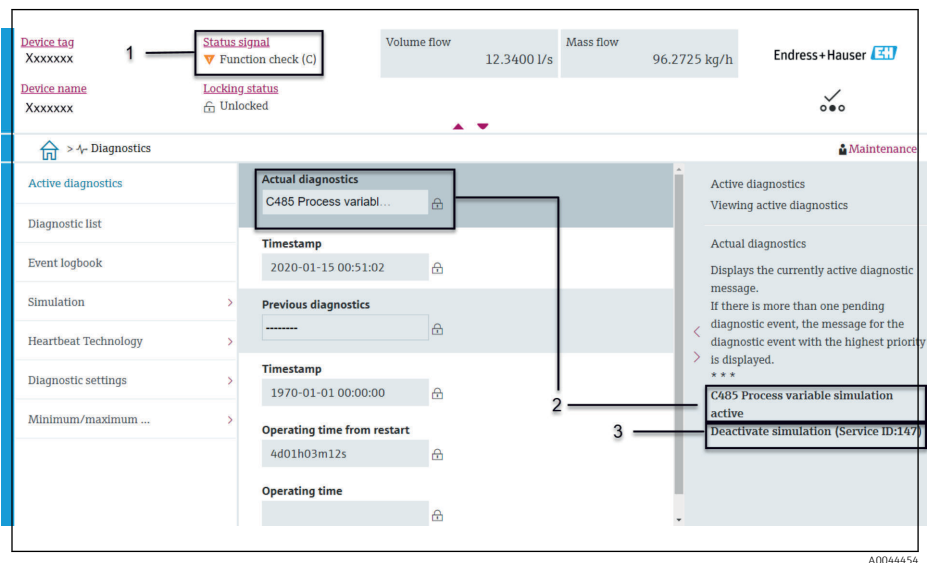 Device tag
Xxxxxxx
1
Status signal
Function check (C)
Volume flow
12.3400 l/s
Mass flow
96.2725 kg/h
Endress+Hauser EH
Device name
Xxxxxxx
Locking status
Unlocked
> Diagnostics
Maintenance
Active diagnostics
Diagnostic list
Event logbook
Simulation
Heartbeat Technology
Diagnostic settings
Minimum/maximum ...
Actual diagnostics
C485 Process variabl...
Timestamp
2020-01-15 00:51:02
Previous diagnostics
--------
Timestamp
1970-01-01 00:00:00
Operating time from restart
4d01h03m12s
Operating time
2
3
Active diagnostics
Viewing active diagnostics
Actual diagnostics
Displays the currently active diagnostic
message.
If there is more than one pending
diagnostic event, the message for the
diagnostic event with the highest priority
is displayed.
* * *
C485 Process variable simulation
active
Deactivate simulation (Service ID:147)
A0044454